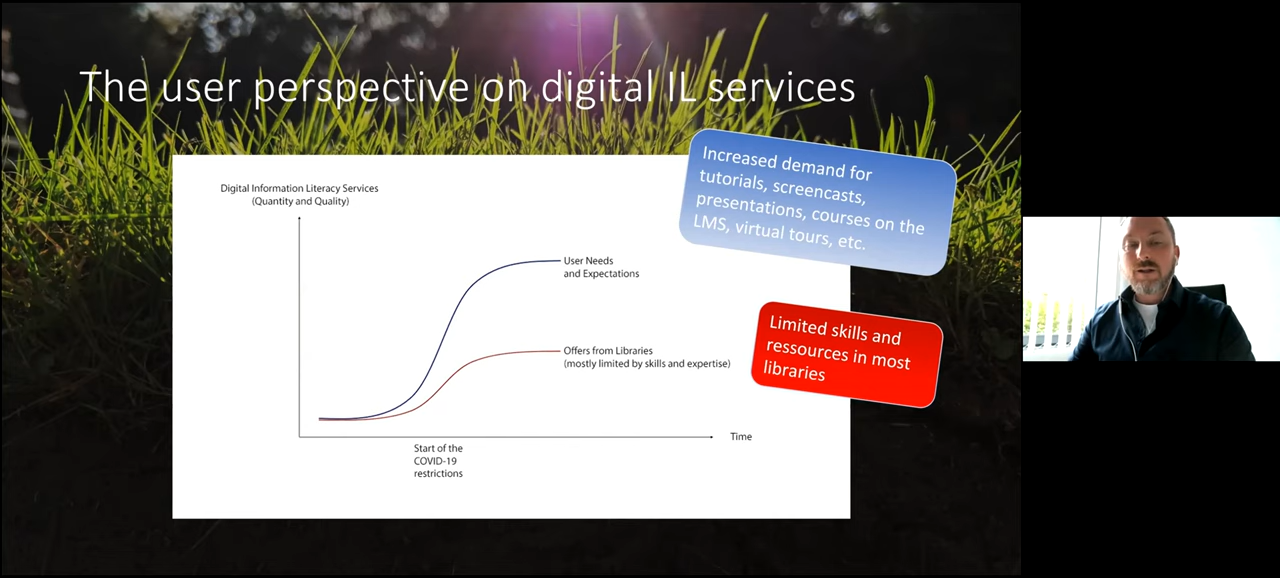 The user perspective on digital IL services
Increased demand for
tutorials, screencasts,
presentations, courses on the
LMS, virtual tours, etc.
Digital Information Literacy Services
(Quantity and Quality)
User Needs
and Expectations
Limited skills and
ressources in most
libraries
Offers from Libraries
(mostly limited by skills and expertise)
Time
Start of the
COVID-19
restrictions